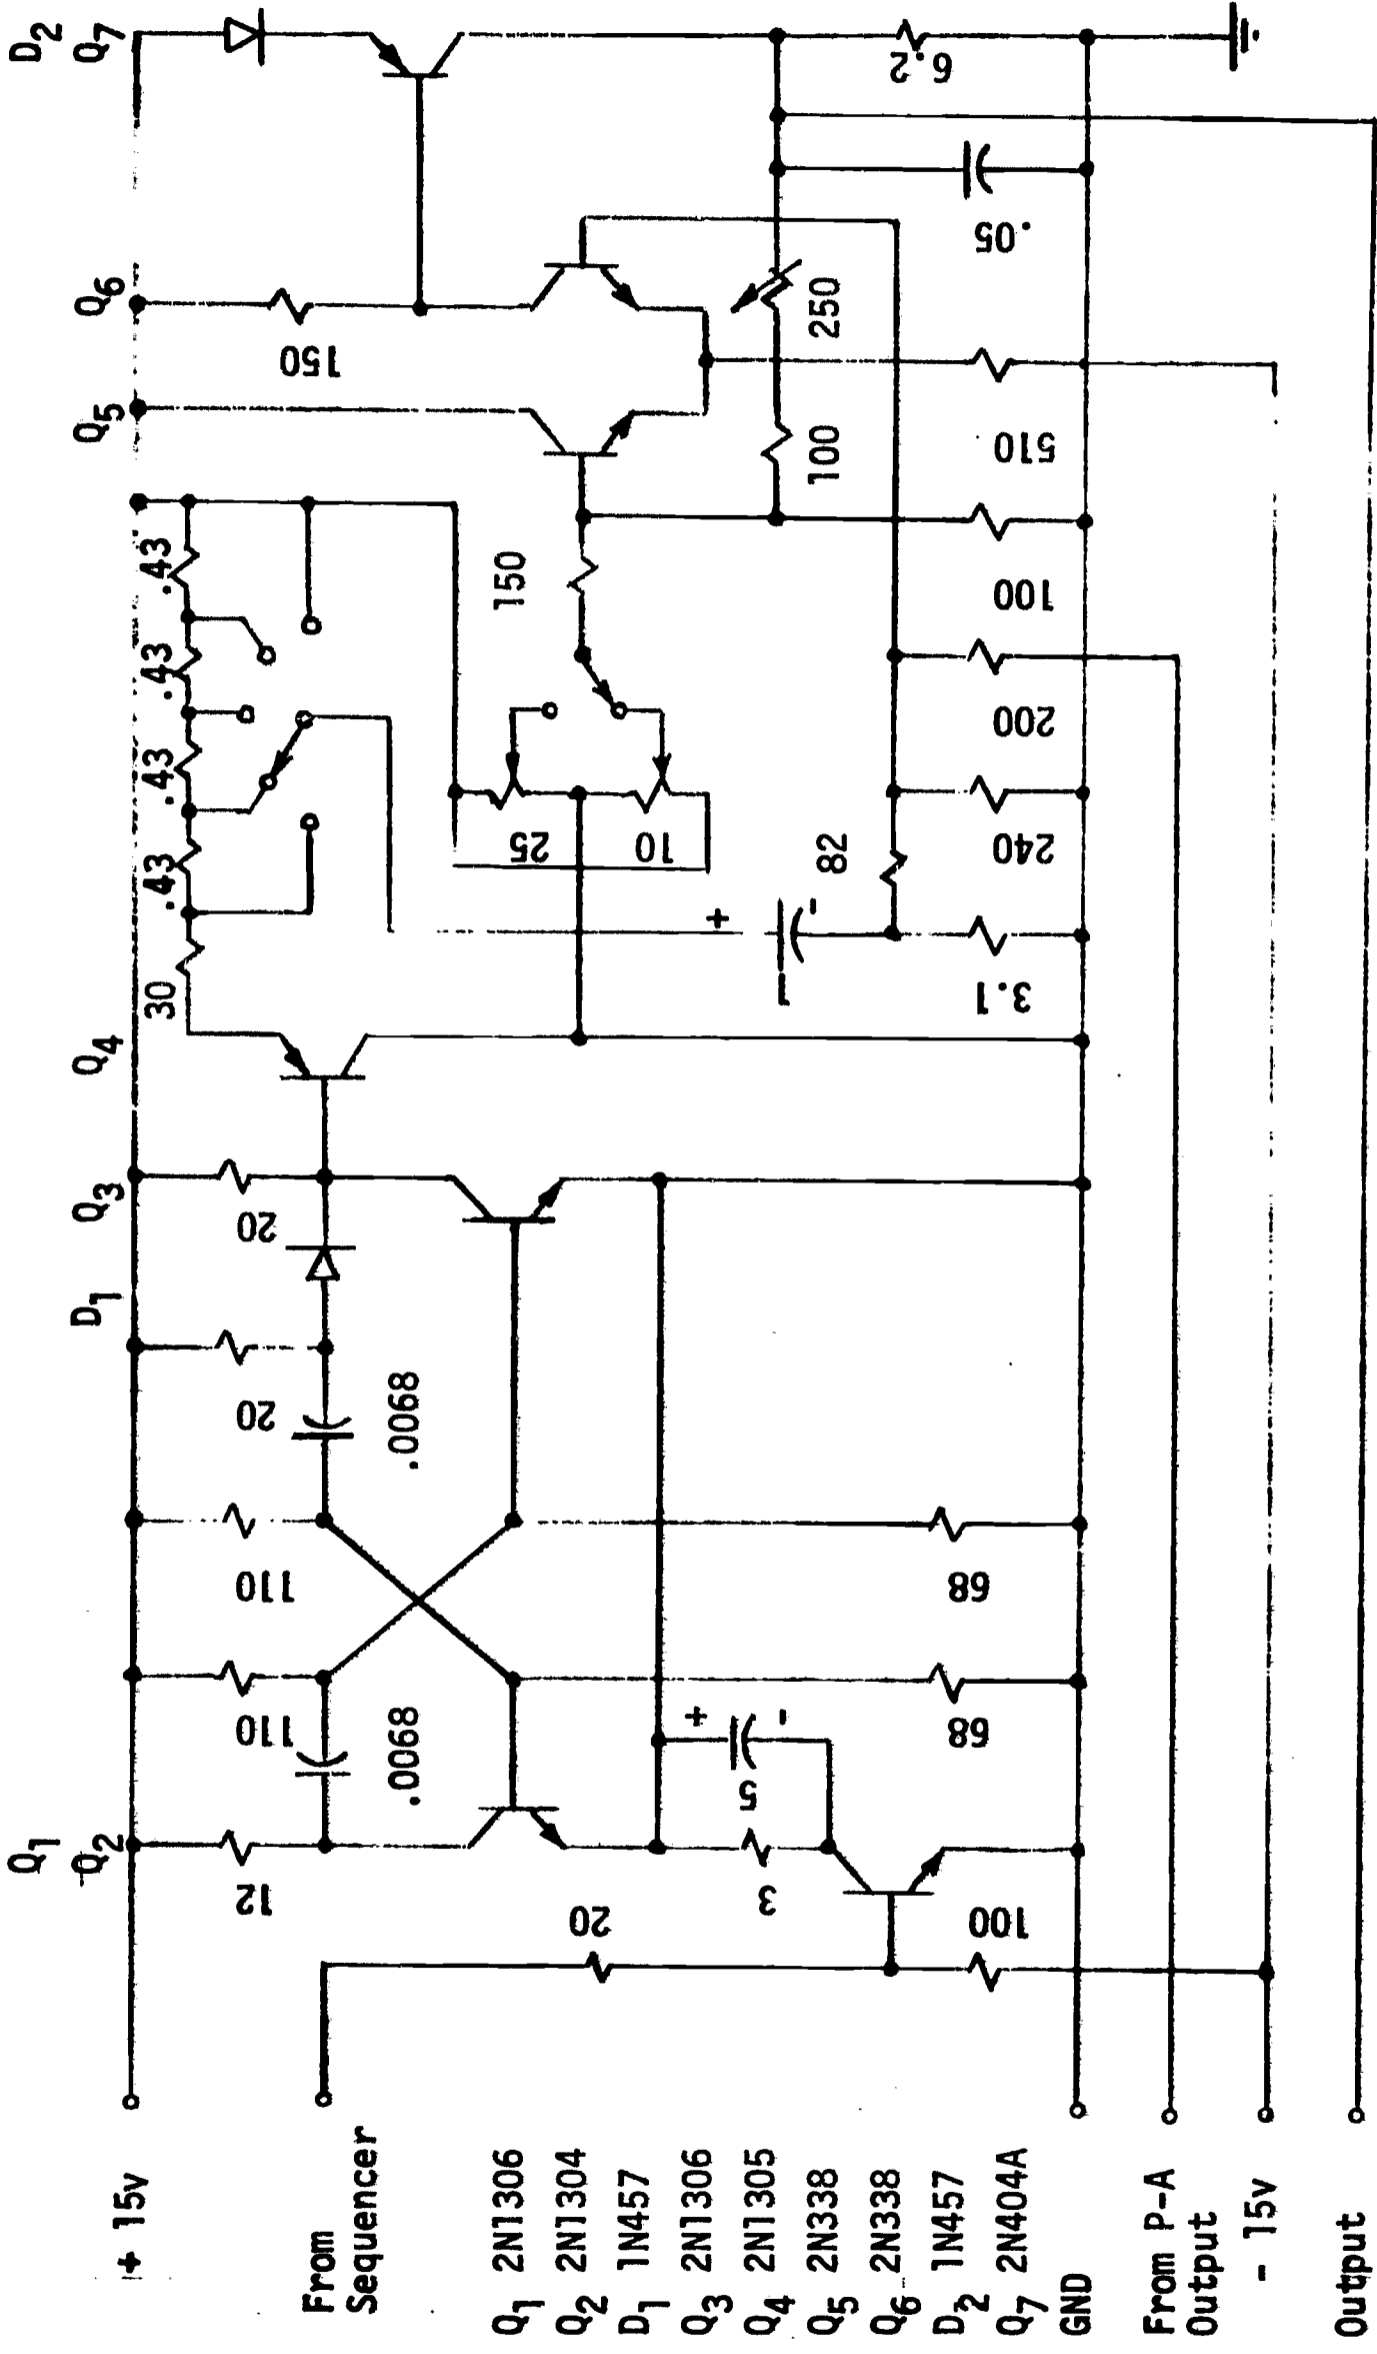 Q1
D2
Q2
D1
Q3
Q4
Q5
Q6
Q7
+ 15v
30
.43
.43
.43
.43
12
110
110
20
20
150
From
Sequencer
.0068
.0068
Q1 2N1306
150
25
Q2 2N1304
20
D1 1N457
10
Q3 2N1306
+
+
Q4 2N1305
3
5
-
-
Q5 2N338
82
100
250
Q6 2N338
D2 1N457
6.2
Q7 2N404A
100
68
68
3.1
240
200
100
510
.05
GND
From P-A
Output
- 15v
Output